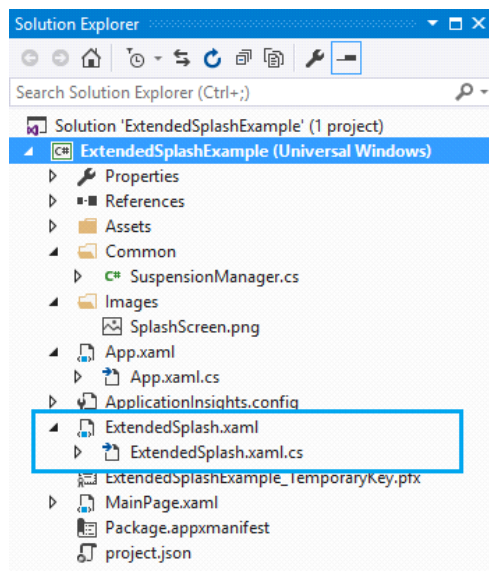 Solution Explorer
Search Solution Explorer (Ctrl+;)
Solution 'ExtendedSplashExample' (1 project)
C# ExtendedSplashExample (Universal Windows)
Properties
References
Assets
Common
C# SuspensionManager.cs
Images
SplashScreen.png
App.xaml
App.xaml.cs
ApplicationInsights.config
ExtendedSplash.xaml
ExtendedSplash.xaml.cs
ExtendedSplashExample_TemporaryKey.pfx
MainPage.xaml
Package.appxmanifest
project.json